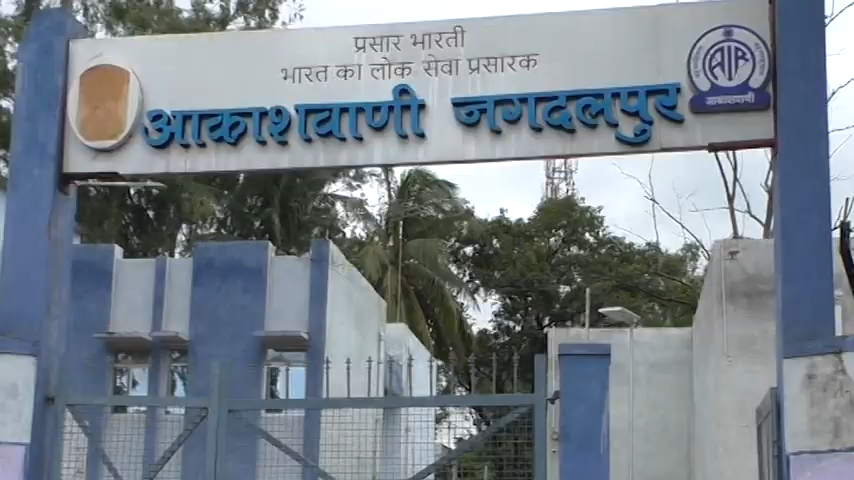 प्रसार भारती
भारत का लोक सेवा प्रसारक
आकाशवाणी जगदलपुर
AIR
आकाशवाणी